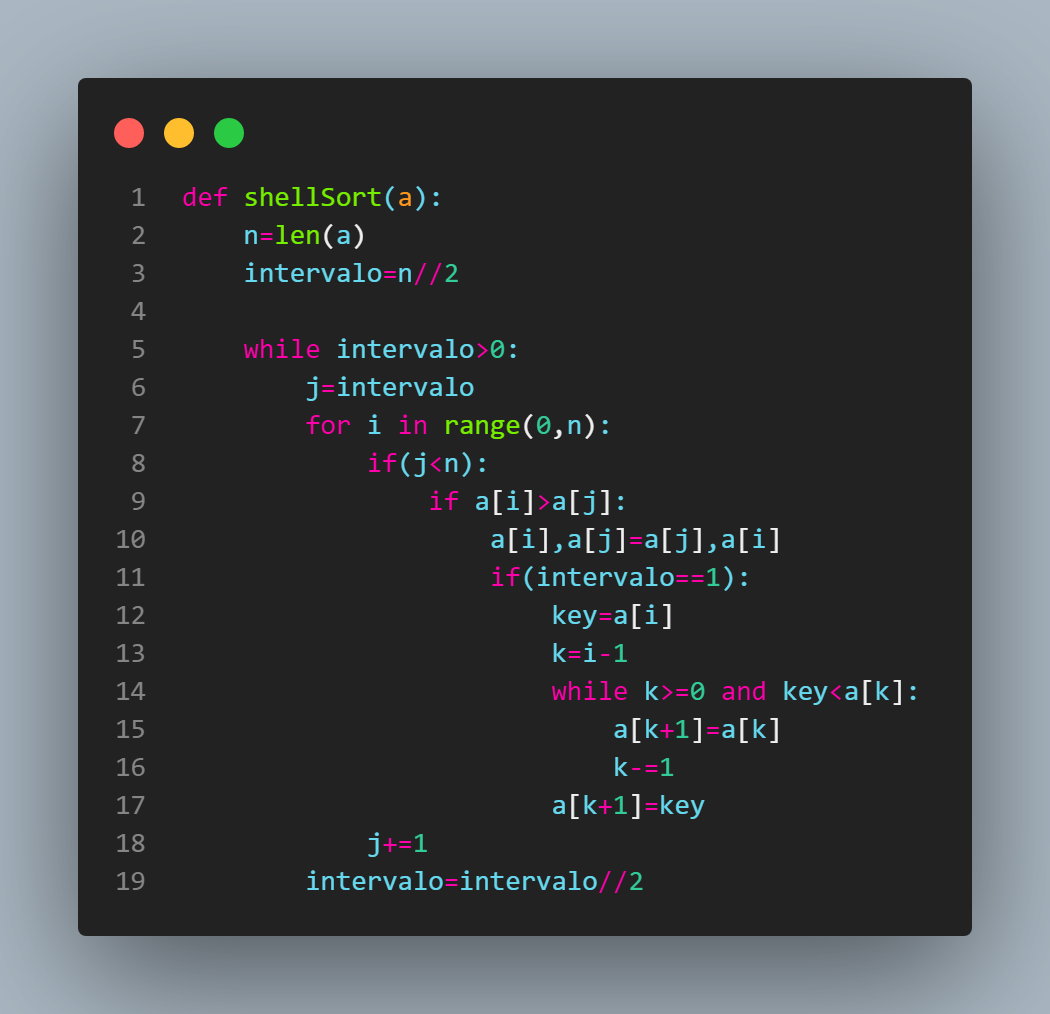 1 def shellSort(a):
2     n=len(a)
3     intervalo=n//2
4
5     while intervalo>0:
6         j=intervalo
7         for i in range(0,n):
8             if(j<n):
9                 if a[i]>a[j]:
10                     a[i],a[j]=a[j],a[i]
11                     if(intervalo==1):
12                         key=a[i]
13                         k=i-1
14                         while k>=0 and key<a[k]:
15                             a[k+1]=a[k]
16                             k-=1
17                         a[k+1]=key
18             j+=1
19         intervalo=intervalo//2